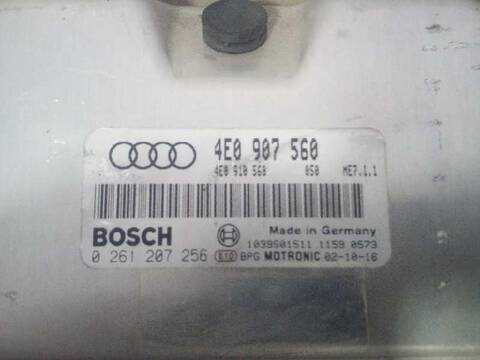 4E0 907 560
4E0 910 560 050 ME7.1.1
BOSCH Made in Germany
1039S01511 1159 0573
0 261 207 256 E10 BPG MOTRONIC 02-10-16